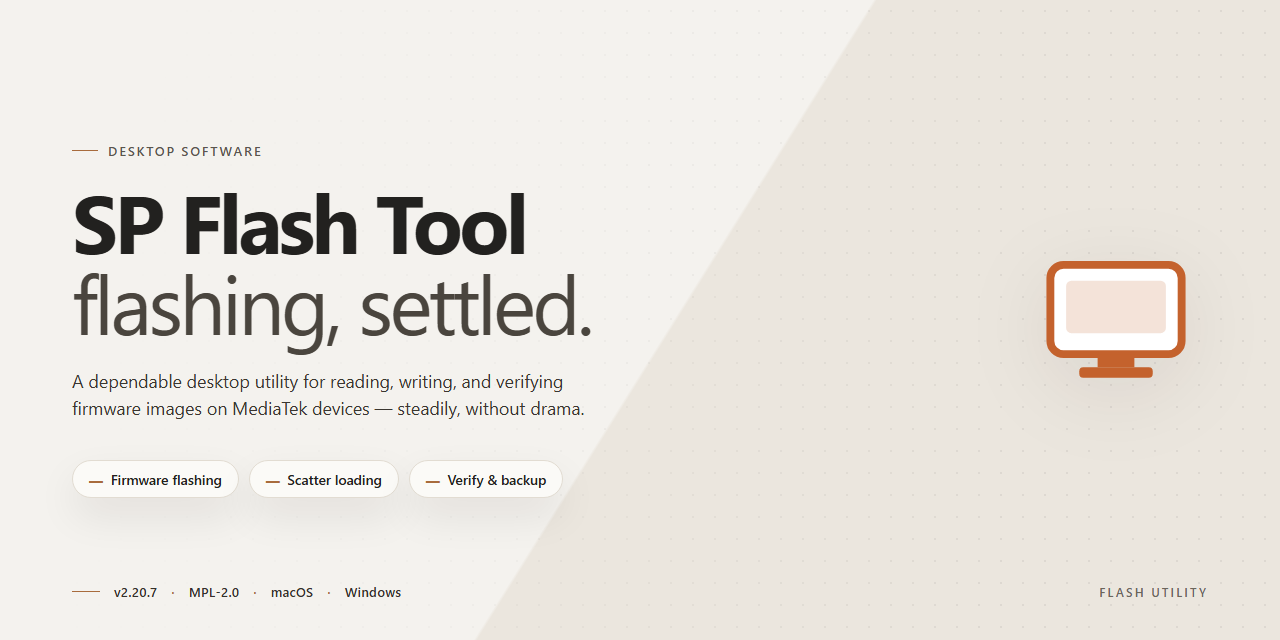 DESKTOP SOFTWARE
SP Flash Tool
flashing, settled.
A dependable desktop utility for reading, writing, and verifying
firmware images on MediaTek devices — steadily, without drama.
Firmware flashing
Scatter loading
Verify & backup
v2.20.7 · MPL-2.0 · macOS · Windows
FLASH UTILITY